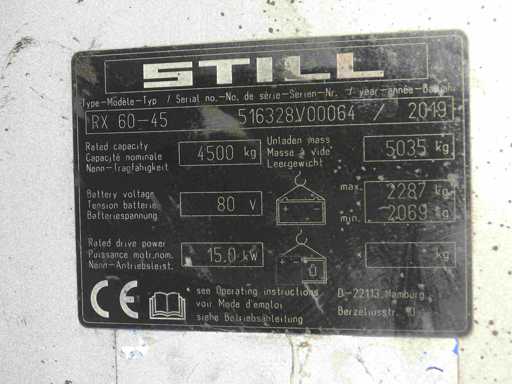 STILL
Type-Modèle-Typ / Serial no.-No. de série-Serien-Nr. / year-année-Baujahr
RX 60-45 516328V00064 / 2019
Rated capacity
Capacité nominale
Nenn-Tragfähigkeit
4500 kg
Unladen mass
Masse à vide
Leergewicht
5035 kg
Battery voltage
Tension batterie
Batteriespannung
80 V
max. 2287 kg
min. 2069 kg
Rated drive power
Puissance motr.nom.
Nenn-Antriebsleist.
15.0 kW
kg
CE
see Operating instructions
voir Mode d'emploi
siehe Betriebsanleitung
D-22113 Hamburg
Berzeliusstr. 10